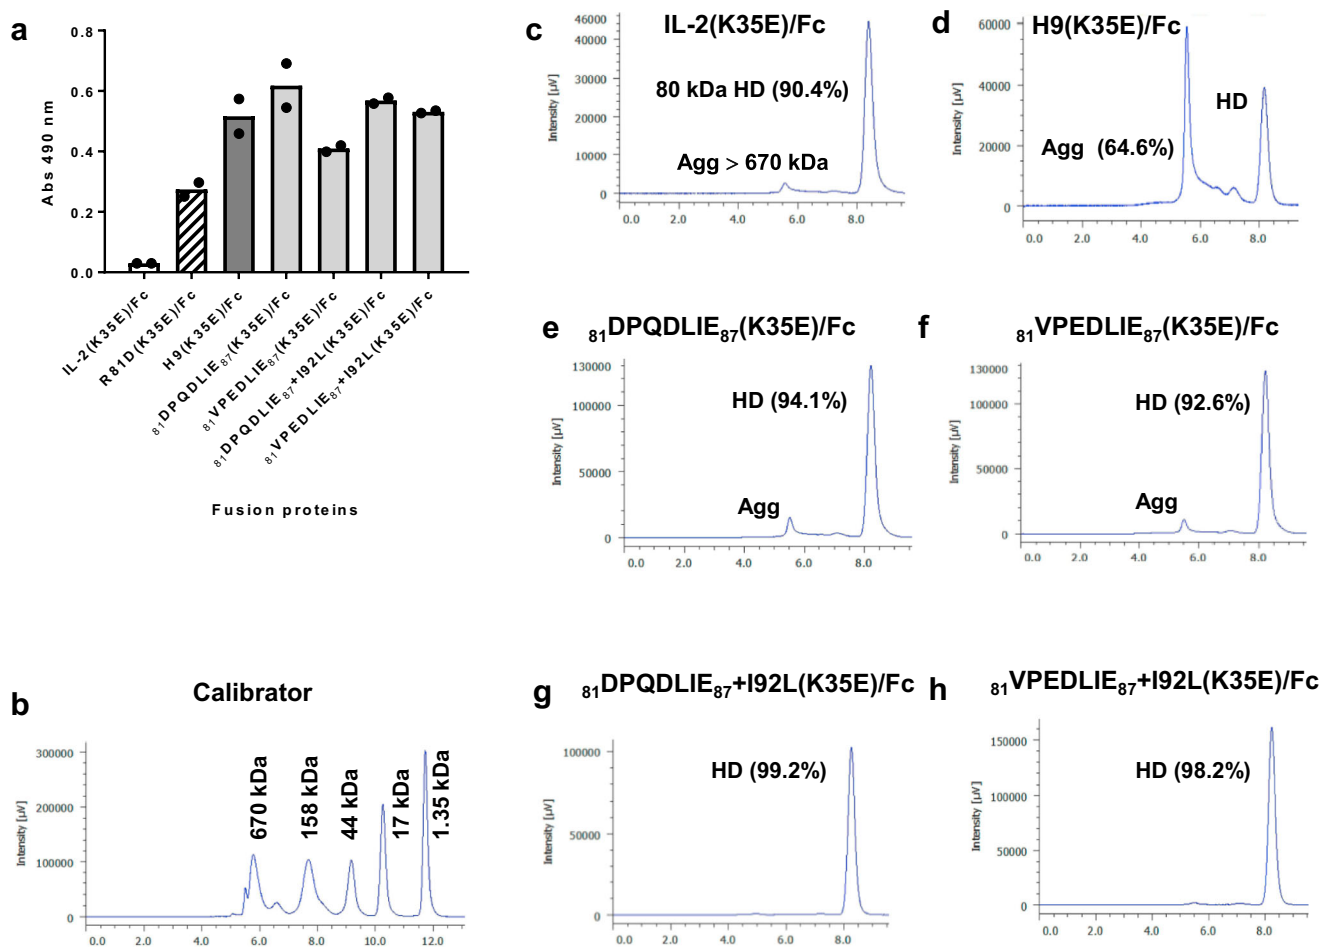 a
0.8
0.6
0.4
0.2
0.0
Abs 490 nm
IL-2(K35E)/Fc
R81D(K35E)/Fc
H9(K35E)/Fc
81DPQDLIE87(K35E)/Fc
81VPEDLIE87(K35E)/Fc
81DPQDLIE87+I92L(K35E)/Fc
81VPEDLIE87+I92L(K35E)/Fc
Fusion proteins
b
Calibrator
300000
200000
100000
0
Intensity [µV]
670 kDa
158 kDa
44 kDa
17 kDa
1.35 kDa
0.0 2.0 4.0 6.0 8.0 10.0 12.0
c
IL-2(K35E)/Fc
46000
40000
30000
20000
10000
0
Intensity [µV]
80 kDa HD (90.4%)
Agg > 670 kDa
0.0 2.0 4.0 6.0 8.0
d
H9(K35E)/Fc
60000
40000
20000
0
Intensity [µV]
HD
Agg (64.6%)
0.0 2.0 4.0 6.0 8.0
e
81DPQDLIE87(K35E)/Fc
130000
100000
50000
0
Intensity [µV]
HD (94.1%)
Agg
0.0 2.0 4.0 6.0 8.0
f
81VPEDLIE87(K35E)/Fc
130000
100000
50000
0
Intensity [µV]
HD (92.6%)
Agg
0.0 2.0 4.0 6.0 8.0
g
81DPQDLIE87+I92L(K35E)/Fc
100000
50000
0
Intensity [µV]
HD (99.2%)
0.0 2.0 4.0 6.0 8.0
h
81VPEDLIE87+I92L(K35E)/Fc
150000
100000
50000
0
Intensity [µV]
HD (98.2%)
0.0 2.0 4.0 6.0 8.0